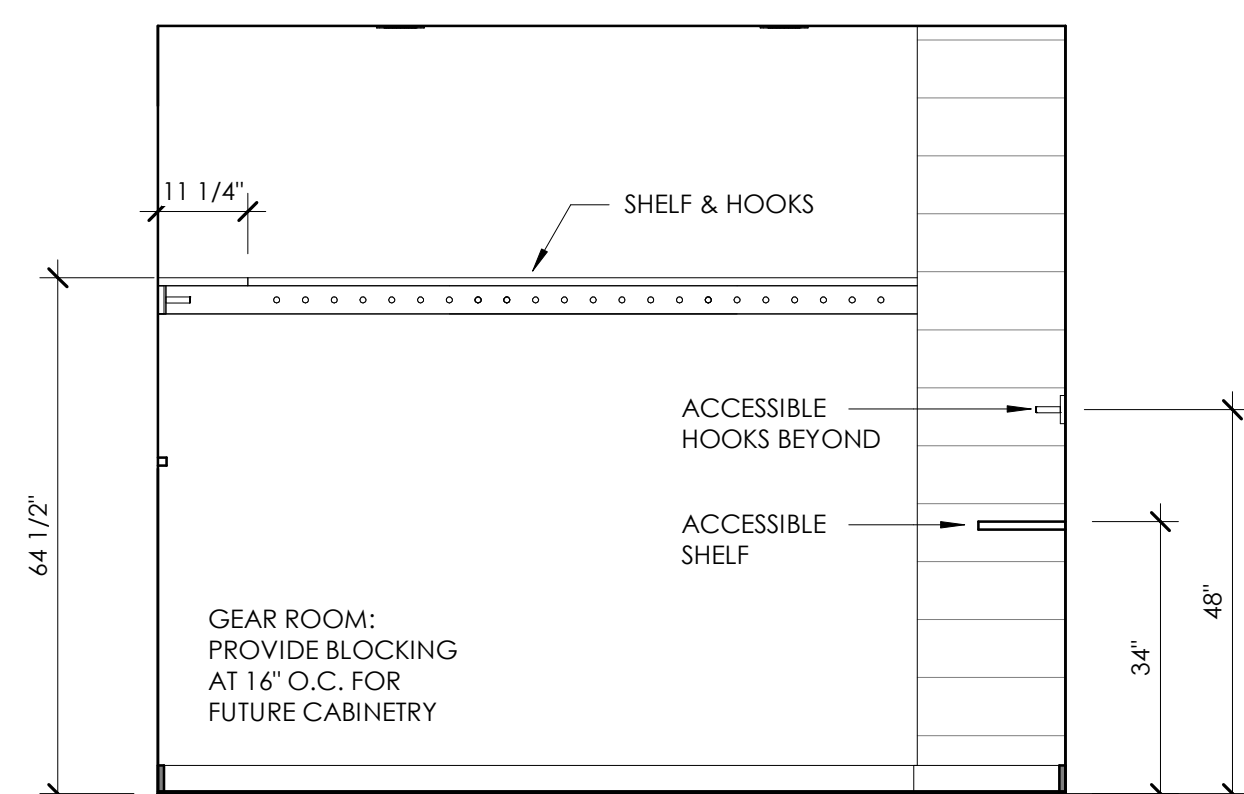 11 1/4"
SHELF & HOOKS
ACCESSIBLE
HOOKS BEYOND
ACCESSIBLE
SHELF
64 1/2"
48"
34"
GEAR ROOM:
PROVIDE BLOCKING
AT 16" O.C. FOR
FUTURE CABINETRY